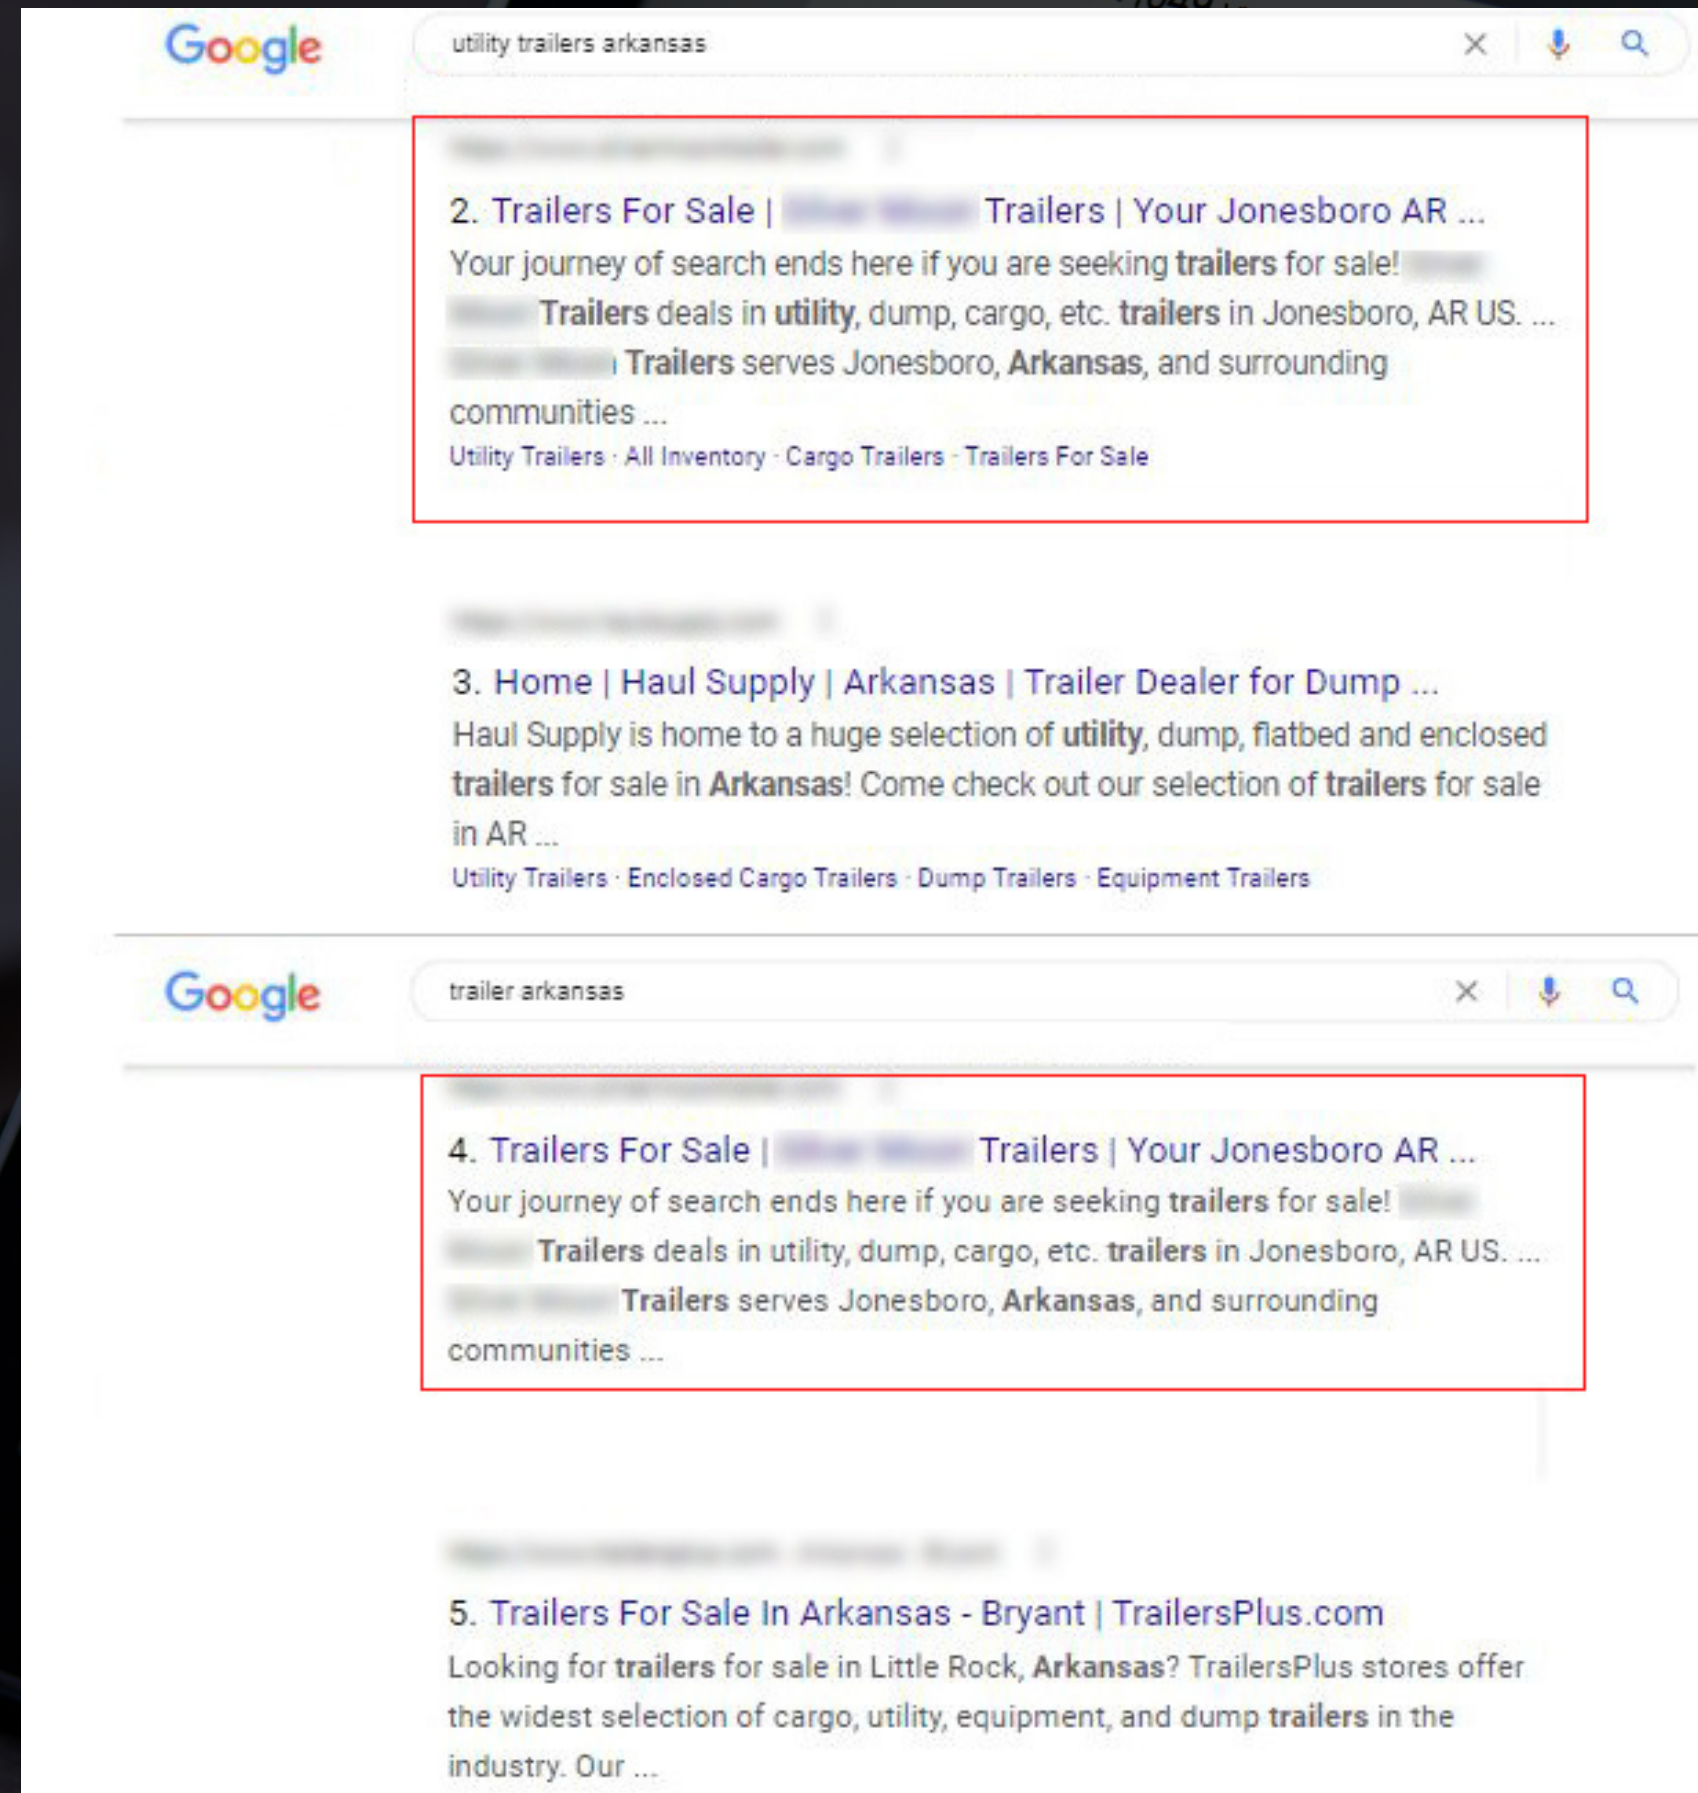 Google
utility trailers arkansas
2. Trailers For Sale | Trailers | Your Jonesboro AR ...
Your journey of search ends here if you are seeking trailers for sale!
Trailers deals in utility, dump, cargo, etc. trailers in Jonesboro, AR US. ...
Trailers serves Jonesboro, Arkansas, and surrounding
communities ...
Utility Trailers · All Inventory · Cargo Trailers · Trailers For Sale
3. Home | Haul Supply | Arkansas | Trailer Dealer for Dump ...
Haul Supply is home to a huge selection of utility, dump, flatbed and enclosed
trailers for sale in Arkansas! Come check out our selection of trailers for sale
in AR ...
Utility Trailers · Enclosed Cargo Trailers · Dump Trailers · Equipment Trailers
Google
trailer arkansas
4. Trailers For Sale | Trailers | Your Jonesboro AR ...
Your journey of search ends here if you are seeking trailers for sale!
Trailers deals in utility, dump, cargo, etc. trailers in Jonesboro, AR US. ...
Trailers serves Jonesboro, Arkansas, and surrounding
communities ...
5. Trailers For Sale In Arkansas - Bryant | TrailersPlus.com
Looking for trailers for sale in Little Rock, Arkansas? TrailersPlus stores offer
the widest selection of cargo, utility, equipment, and dump trailers in the
industry. Our ...